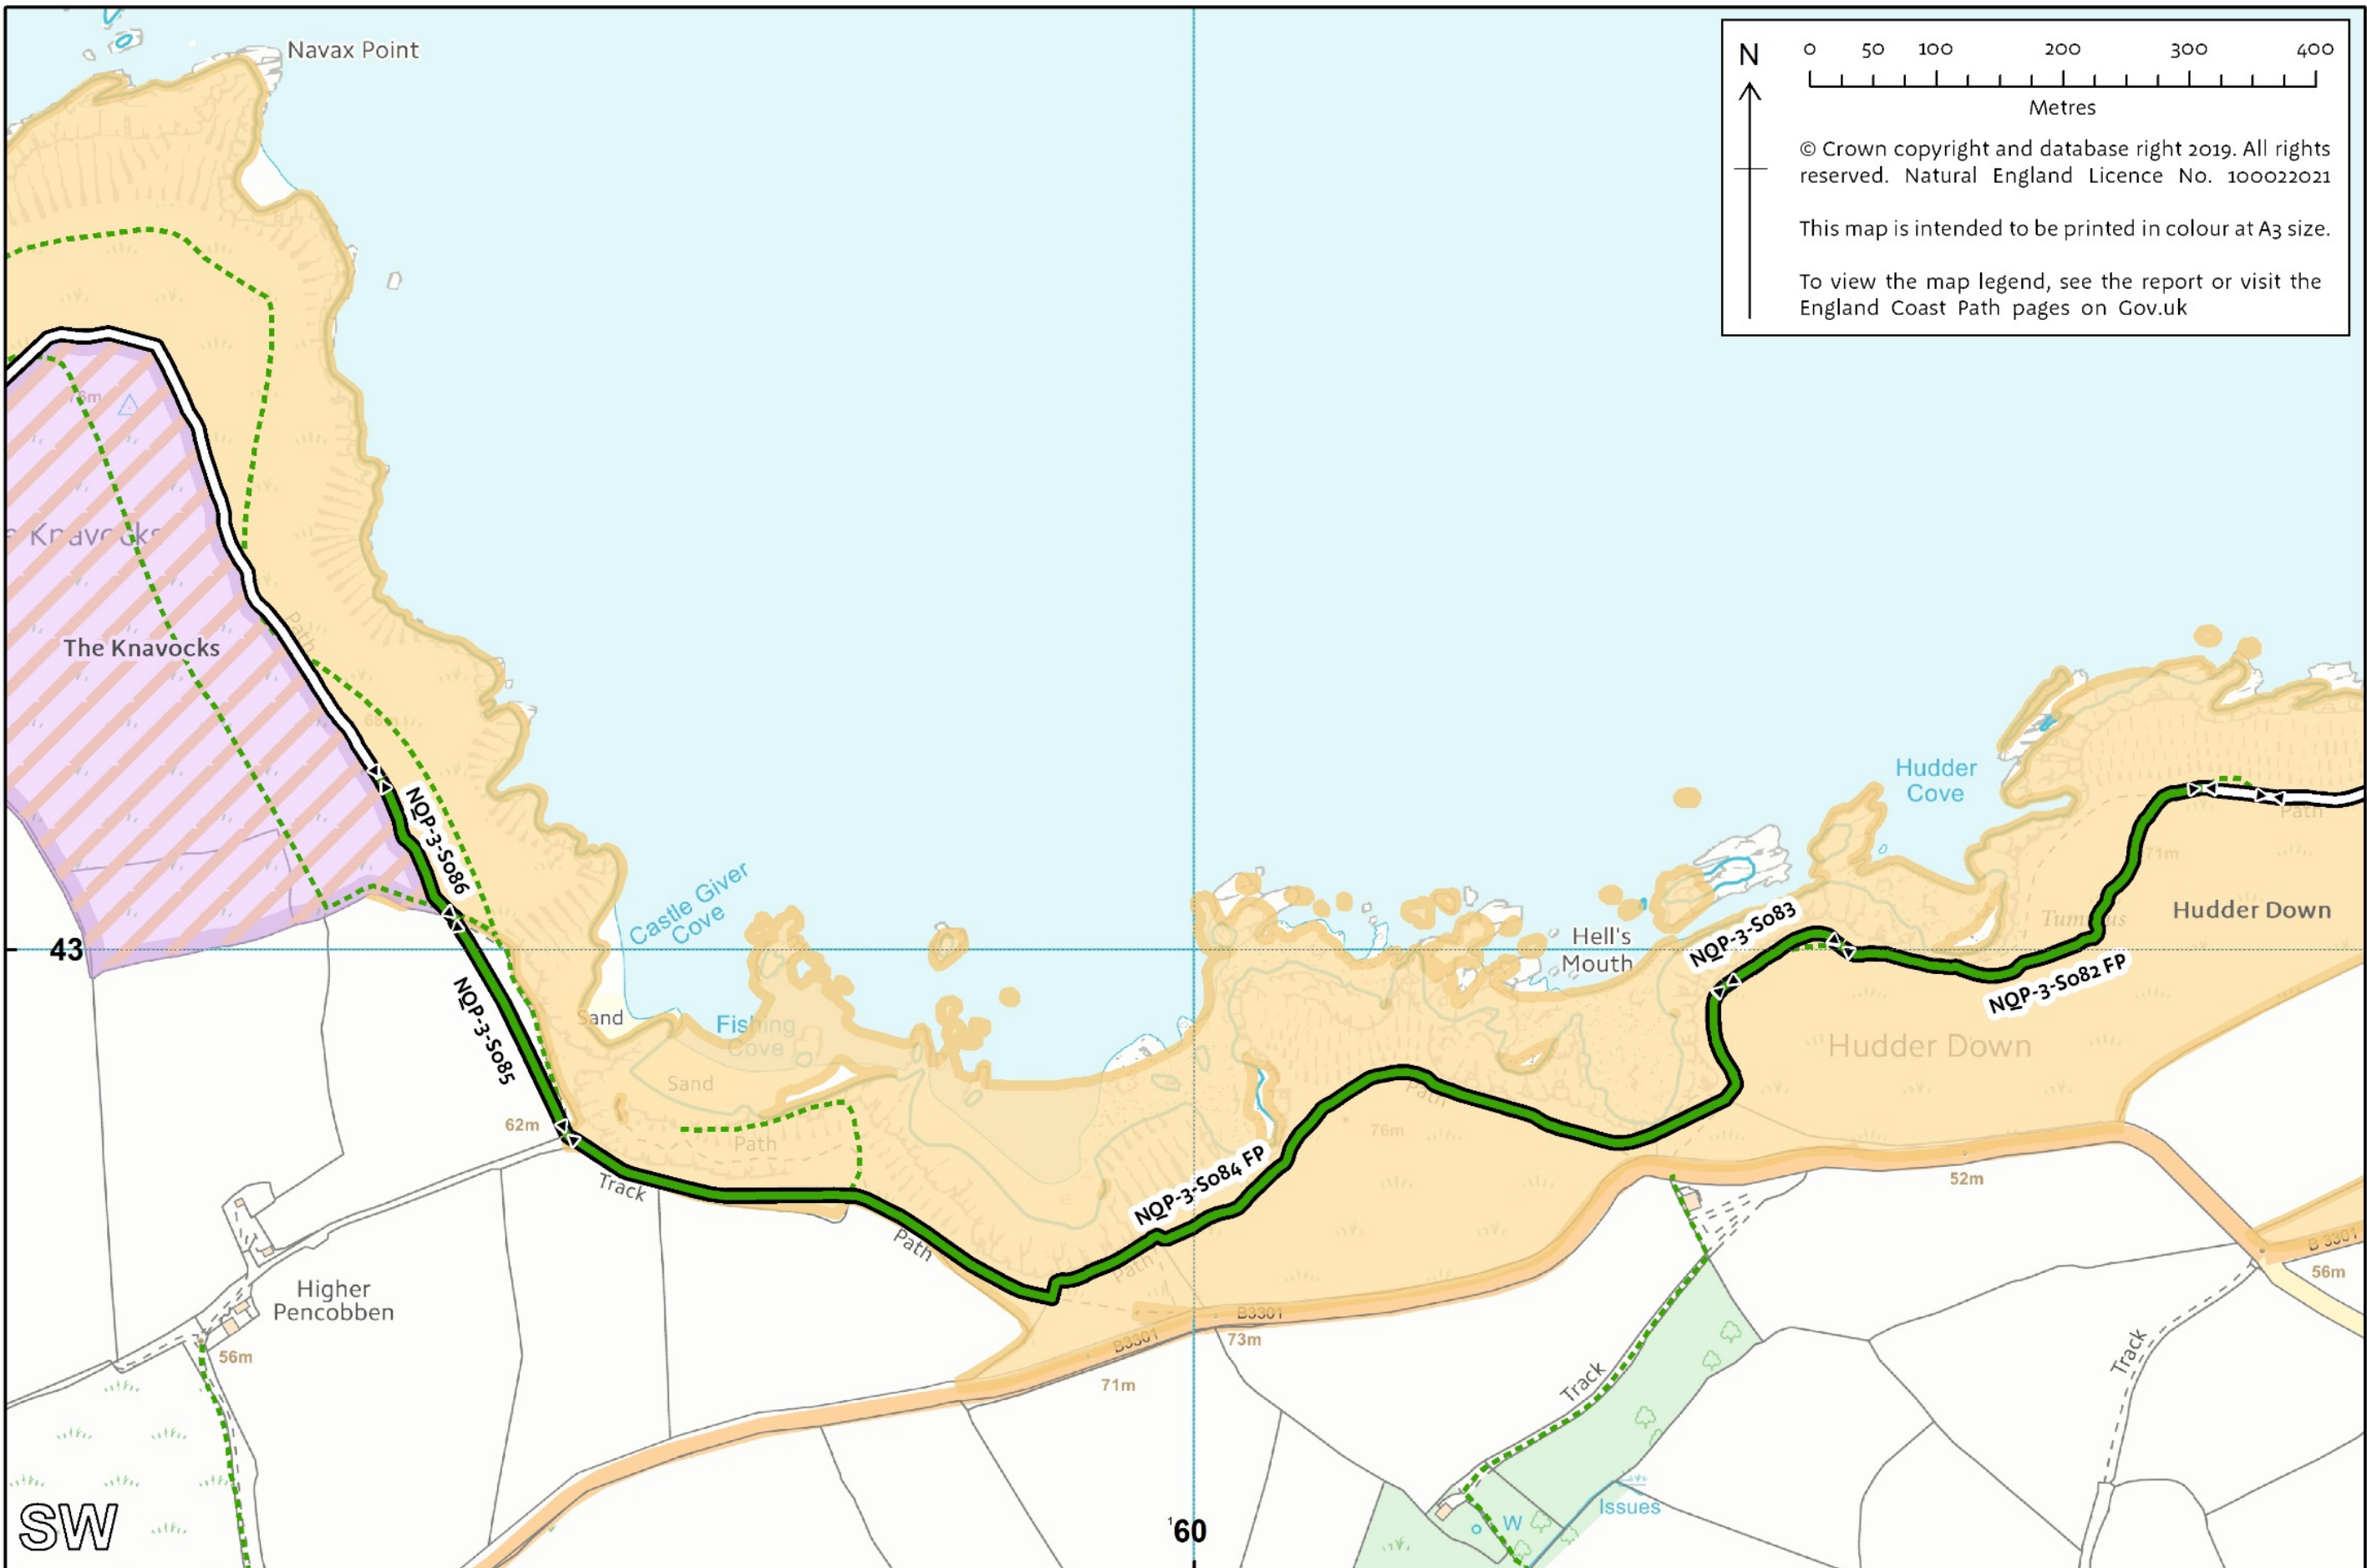 Navax Point
N
0 50 100 200 300 400
Metres
© Crown copyright and database right 2019. All rights
reserved. Natural England Licence No. 100022021
This map is intended to be printed in colour at A3 size.
To view the map legend, see the report or visit the
England Coast Path pages on Gov.uk
Knavocks
The Knavocks
68m
NQP-3-S086
NQP-3-S085
Path
43
Castle Giver
Cove
Sand
Fishing
Cove
Sand
Path
62m
Track
Path
Hell's
Mouth
Hudder
Cove
NQP-3-S083
71m
Path
Tumulus
Hudder Down
NQP-3-S082 FP
Hudder Down
Path
76m
NQP-3-S084 FP
Path
52m
B 3301
56m
B3301
B3301
73m
71m
Higher
Pencobben
56m
Track
Track
Issues
W
SW
¹60